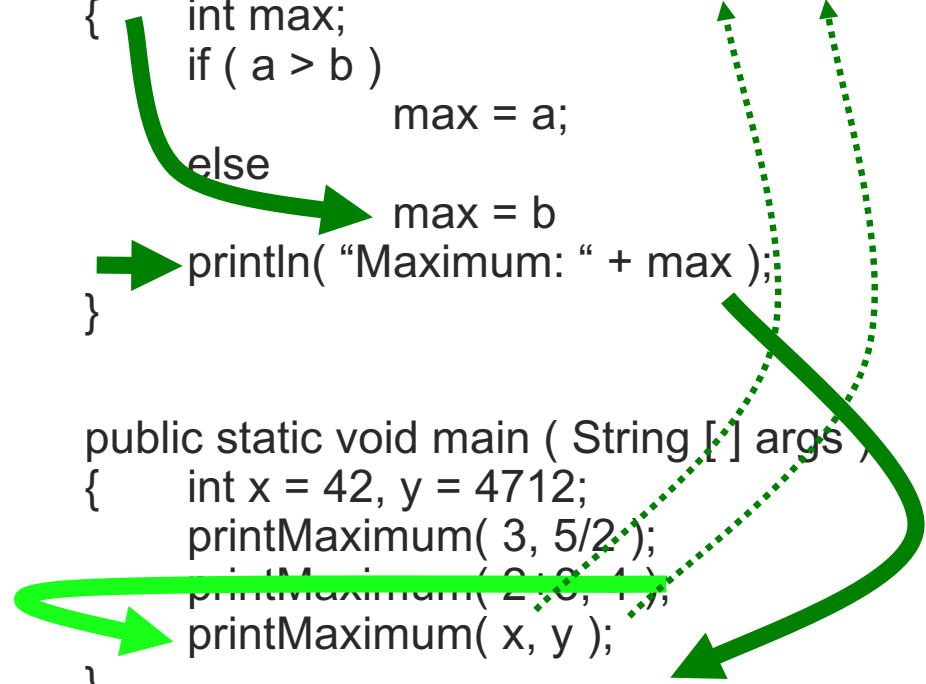 { int max;
if ( a > b )
max = a;
else
max = b
println( “Maximum: “ + max );
}
public static void main ( String [ ] args )
{ int x = 42, y = 4712;
printMaximum( 3, 5/2 );
printMaximum(
printMaximum( x, y );
}